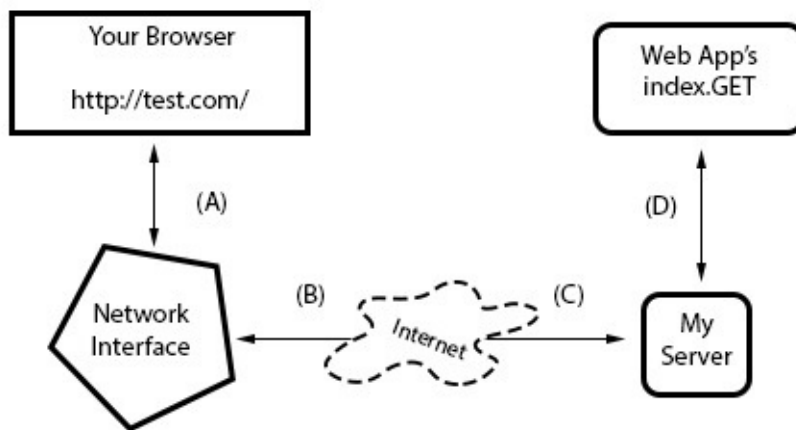 Your Browser
http://test.com/
Web App's
index.GET
(A)
(D)
Network
Interface
(B)
Internet
(C)
My
Server